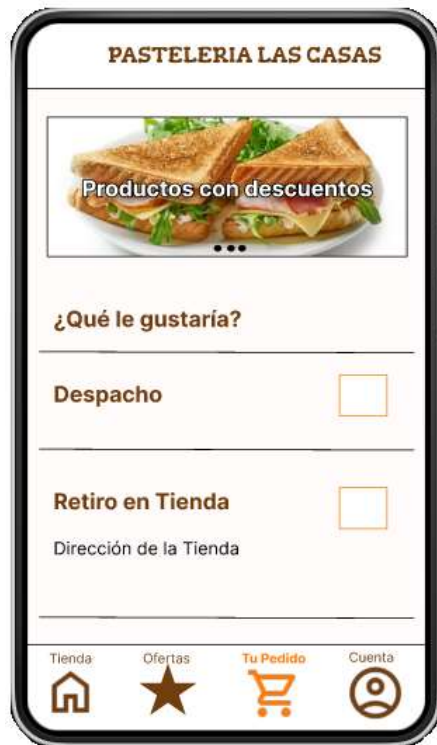 PASTELERIA LAS CASAS
Productos con descuentos
¿Qué le gustaría?
Despacho
Retiro en Tienda
Dirección de la Tienda
Tienda Ofertas Tu Pedido Cuenta